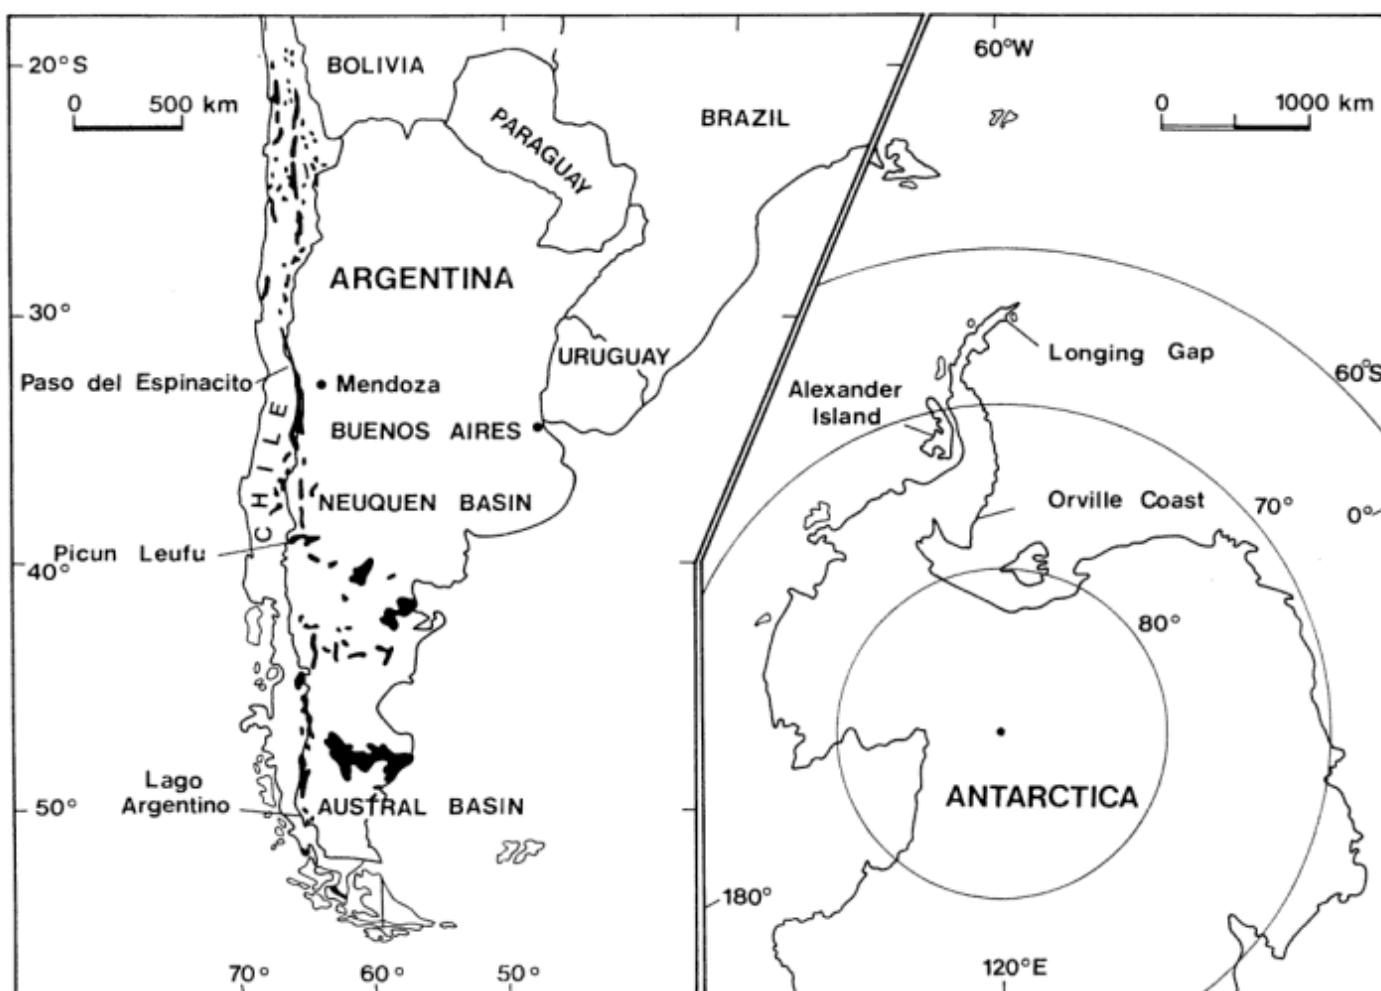 20°S
0 500 km
BOLIVIA
PARAGUAY
BRAZIL
ARGENTINA
30°
URUGUAY
Paso del Espinacito
Mendoza
BUENOS AIRES
CHILE
NEUQUEN BASIN
Picun Leufu
40°
Lago
Argentino
AUSTRAL BASIN
50°
70° 60° 50°
60°W
0 1000 km
Longing Gap
60°S
Alexander
Island
Orville Coast
70°
0°
80°
ANTARCTICA
180°
120°E